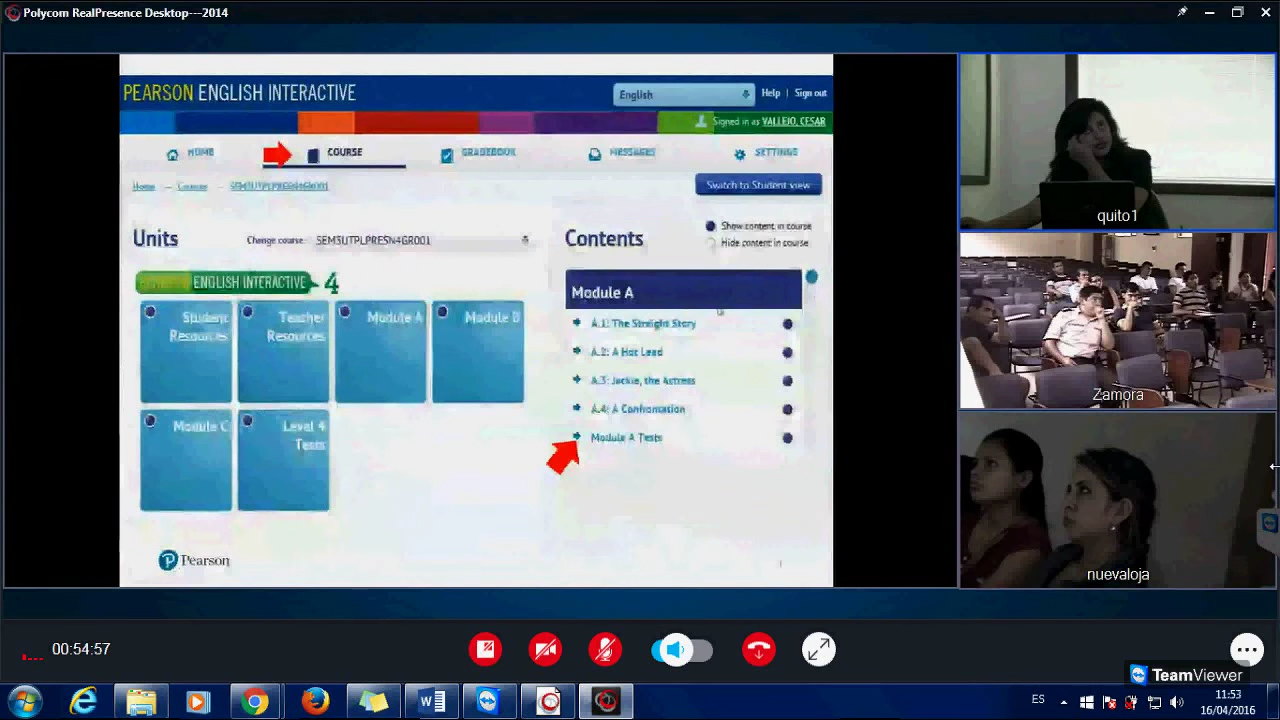 Polycom RealPresence Desktop---2014
PEARSON ENGLISH INTERACTIVE
English
Help | Sign out
Signed in as VALLEJO, CESAR
HOME
COURSE
GRADEBOOK
MESSAGES
SETTINGS
Home
Courses
SEM3UTPLPRESN4GR001
Switch to Student view
Units
Change course:
SEM3UTPLPRESN4GR001
Contents
Show content in course
Hide content in course
ENGLISH INTERACTIVE 4
Student Resources
Teacher Resources
Module A
Module B
Module C
Level 4 Tests
Module A
A.1: The Straight Story
A.2: A Hot Lead
A.3: Jackie, the Actress
A.4: A Confrontation
Module A Tests
Pearson
quito1
Zamora
nuevaloja
00:54:57
TeamViewer
ES
11:53
16/04/2016